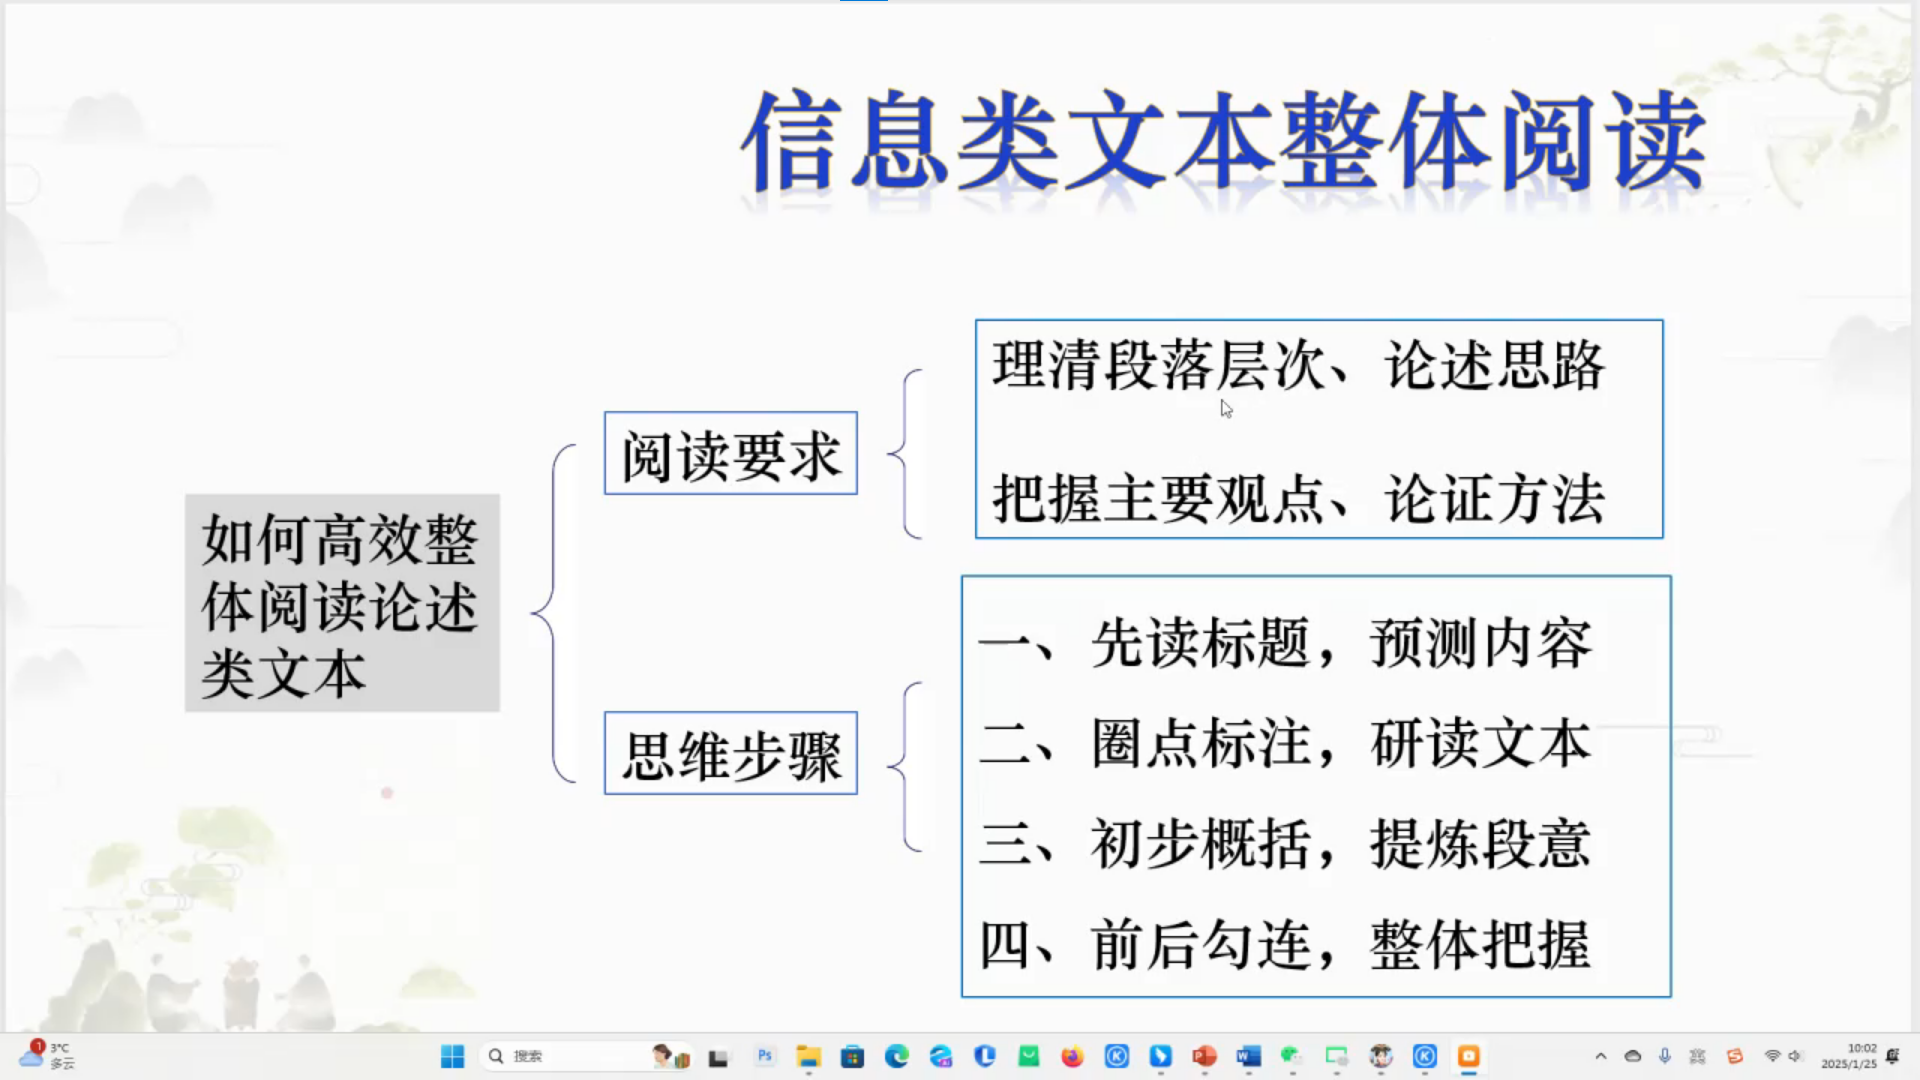 信息类文本整体阅读
如何高效整
体阅读论述
类文本
阅读要求
理清段落层次、论述思路
把握主要观点、论证方法
思维步骤
一、先读标题，预测内容
二、圈点标注，研读文本
三、初步概括，提炼段意
四、前后勾连，整体把握
1
3°C
多云
搜索
Ps
英
10:02
2025/1/25